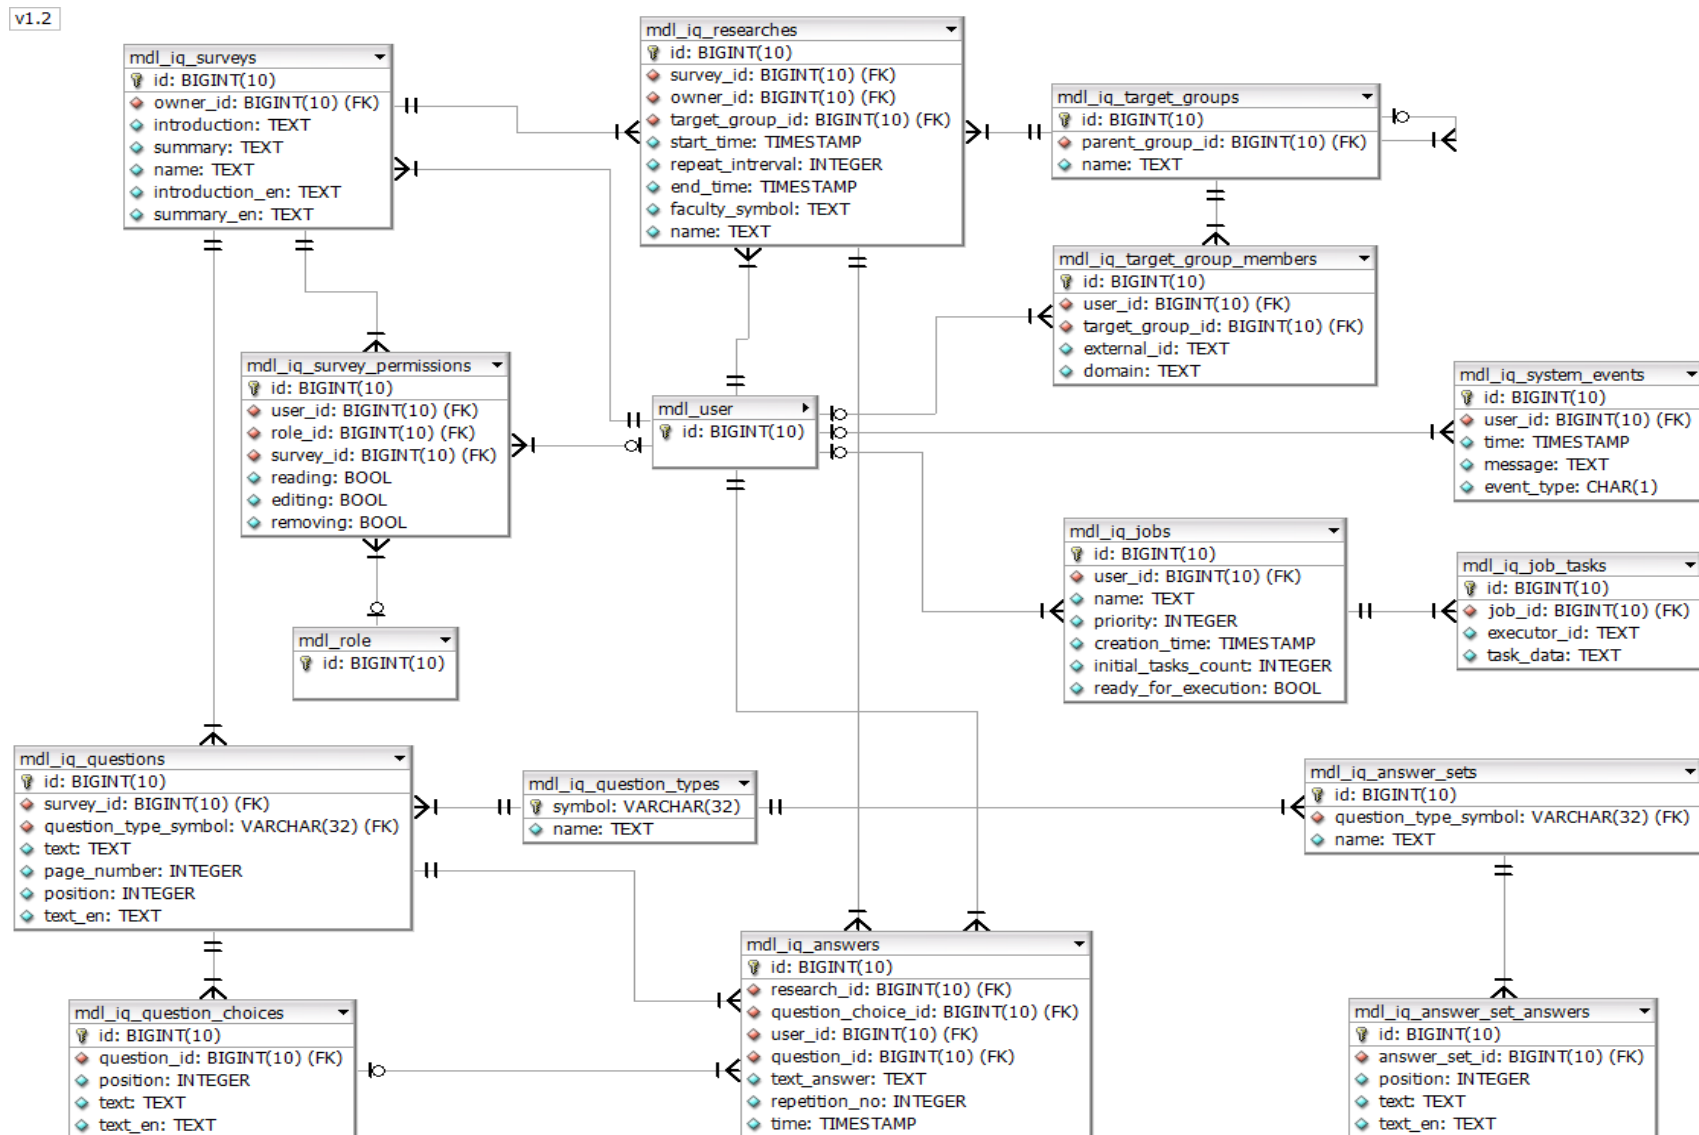 v1.2
mdl_iq_surveys
id: BIGINT(10)
owner_id: BIGINT(10) (FK)
introduction: TEXT
summary: TEXT
name: TEXT
introduction_en: TEXT
summary_en: TEXT
mdl_iq_researches
id: BIGINT(10)
survey_id: BIGINT(10) (FK)
owner_id: BIGINT(10) (FK)
target_group_id: BIGINT(10) (FK)
start_time: TIMESTAMP
repeat_intrerval: INTEGER
end_time: TIMESTAMP
faculty_symbol: TEXT
name: TEXT
mdl_iq_target_groups
id: BIGINT(10)
parent_group_id: BIGINT(10) (FK)
name: TEXT
mdl_iq_target_group_members
id: BIGINT(10)
user_id: BIGINT(10) (FK)
target_group_id: BIGINT(10) (FK)
external_id: TEXT
domain: TEXT
mdl_iq_survey_permissions
id: BIGINT(10)
user_id: BIGINT(10) (FK)
role_id: BIGINT(10) (FK)
survey_id: BIGINT(10) (FK)
reading: BOOL
editing: BOOL
removing: BOOL
mdl_user
id: BIGINT(10)
mdl_iq_system_events
id: BIGINT(10)
user_id: BIGINT(10) (FK)
time: TIMESTAMP
message: TEXT
event_type: CHAR(1)
mdl_iq_jobs
id: BIGINT(10)
user_id: BIGINT(10) (FK)
name: TEXT
priority: INTEGER
creation_time: TIMESTAMP
initial_tasks_count: INTEGER
ready_for_execution: BOOL
mdl_iq_job_tasks
id: BIGINT(10)
job_id: BIGINT(10) (FK)
executor_id: TEXT
task_data: TEXT
mdl_role
id: BIGINT(10)
mdl_iq_questions
id: BIGINT(10)
survey_id: BIGINT(10) (FK)
question_type_symbol: VARCHAR(32) (FK)
text: TEXT
page_number: INTEGER
position: INTEGER
text_en: TEXT
mdl_iq_question_types
symbol: VARCHAR(32)
name: TEXT
mdl_iq_answer_sets
id: BIGINT(10)
question_type_symbol: VARCHAR(32) (FK)
name: TEXT
mdl_iq_question_choices
id: BIGINT(10)
question_id: BIGINT(10) (FK)
position: INTEGER
text: TEXT
text_en: TEXT
mdl_iq_answers
id: BIGINT(10)
research_id: BIGINT(10) (FK)
question_choice_id: BIGINT(10) (FK)
user_id: BIGINT(10) (FK)
question_id: BIGINT(10) (FK)
text_answer: TEXT
repetition_no: INTEGER
time: TIMESTAMP
mdl_iq_answer_set_answers
id: BIGINT(10)
answer_set_id: BIGINT(10) (FK)
position: INTEGER
text: TEXT
text_en: TEXT